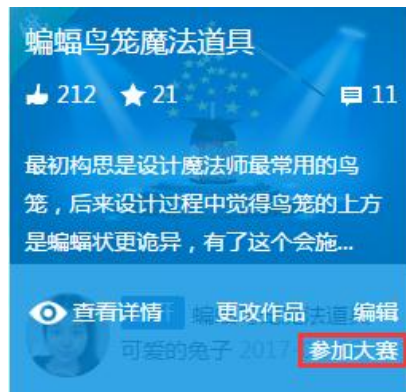 蝙蝠鸟笼魔法道具
212 21 11
最初构思是设计魔法师最常用的鸟
笼，后来设计过程中觉得鸟笼的上方
是蝙蝠状更诡异，有了这个会施...
查看详情 更改作品 编辑
可爱的兔子 2017 参加大赛